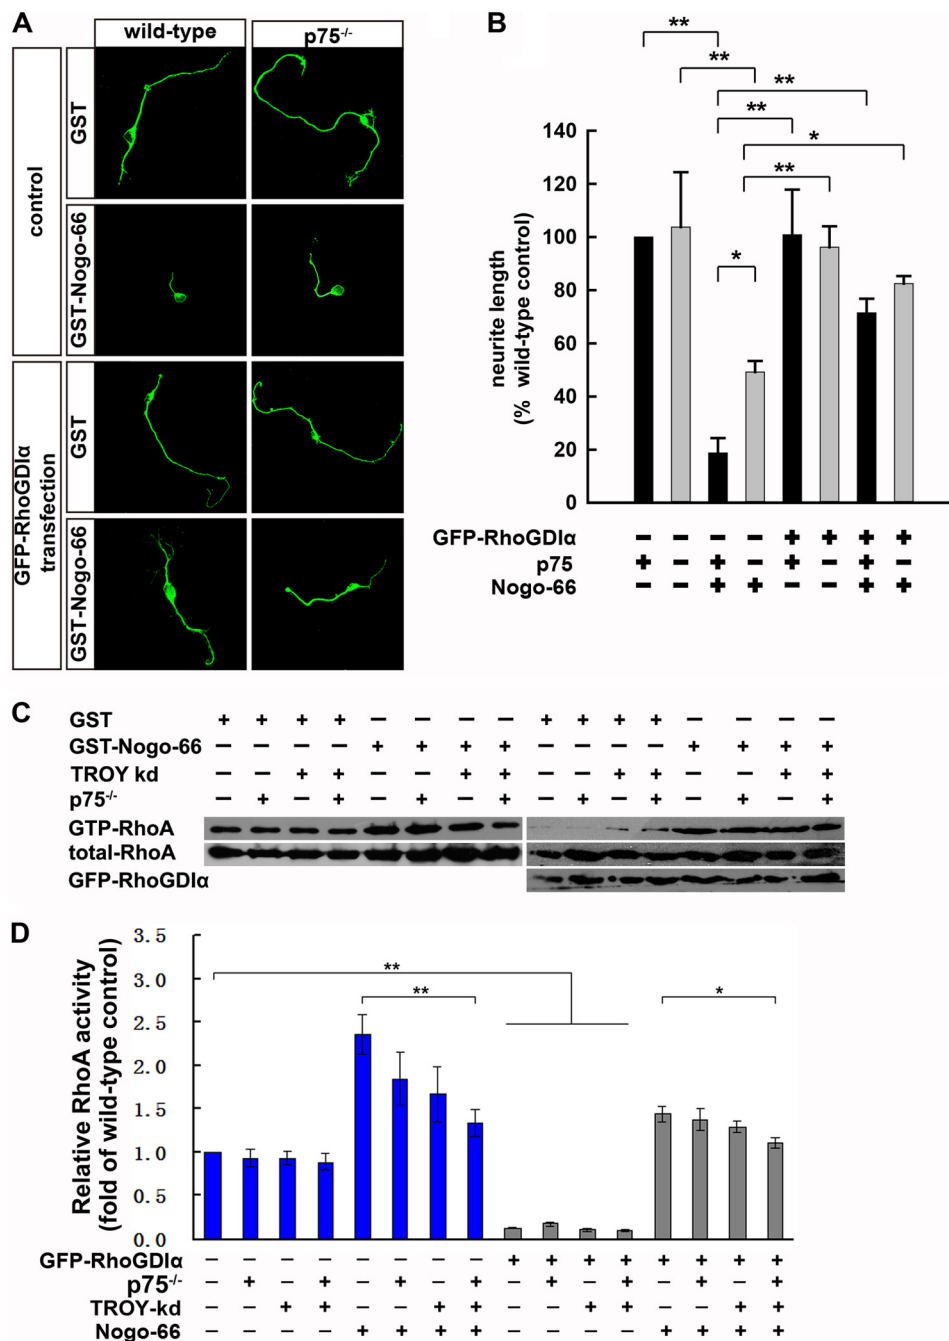 A
wild-type
p75-/-
control
GST
GST-Nogo-66
GFP-RhoGDIα transfection
GST
GST-Nogo-66
B
**
**
**
**
*
**
*
neurite length
(% wild-type control)
140
120
100
80
60
40
20
0
GFP-RhoGDIα − − − − + + + +
p75 + − + − + − + −
Nogo-66 − − + + − − + +
C
GST + + + + − − − − + + + + − − − −
GST-Nogo-66 − − − − + + + + − − − − + + + +
TROY kd − − + + − − + + − − + + − − + +
p75-/- − + − + − + − + − + − + − + − +
GTP-RhoA
total-RhoA
GFP-RhoGDIα
D
Relative RhoA activity
(fold of wild-type control)
3.5
3.0
2.5
2.0
1.5
1.0
0.5
0.0
**
**
*
GFP-RhoGDIα − − − − − − − − + + + + + + + +
p75-/- − + − + − + − + − + − + − + − +
TROY-kd − − + + − − + + − − + + − − + +
Nogo-66 − − − − + + + + − − − − + + + +